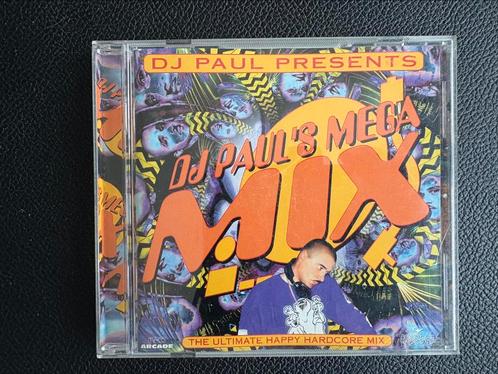 DJ PAUL PRESENTS
DJ PAUL'S MEGA
MIX
THE ULTIMATE HAPPY HARDCORE MIX
ARCADE